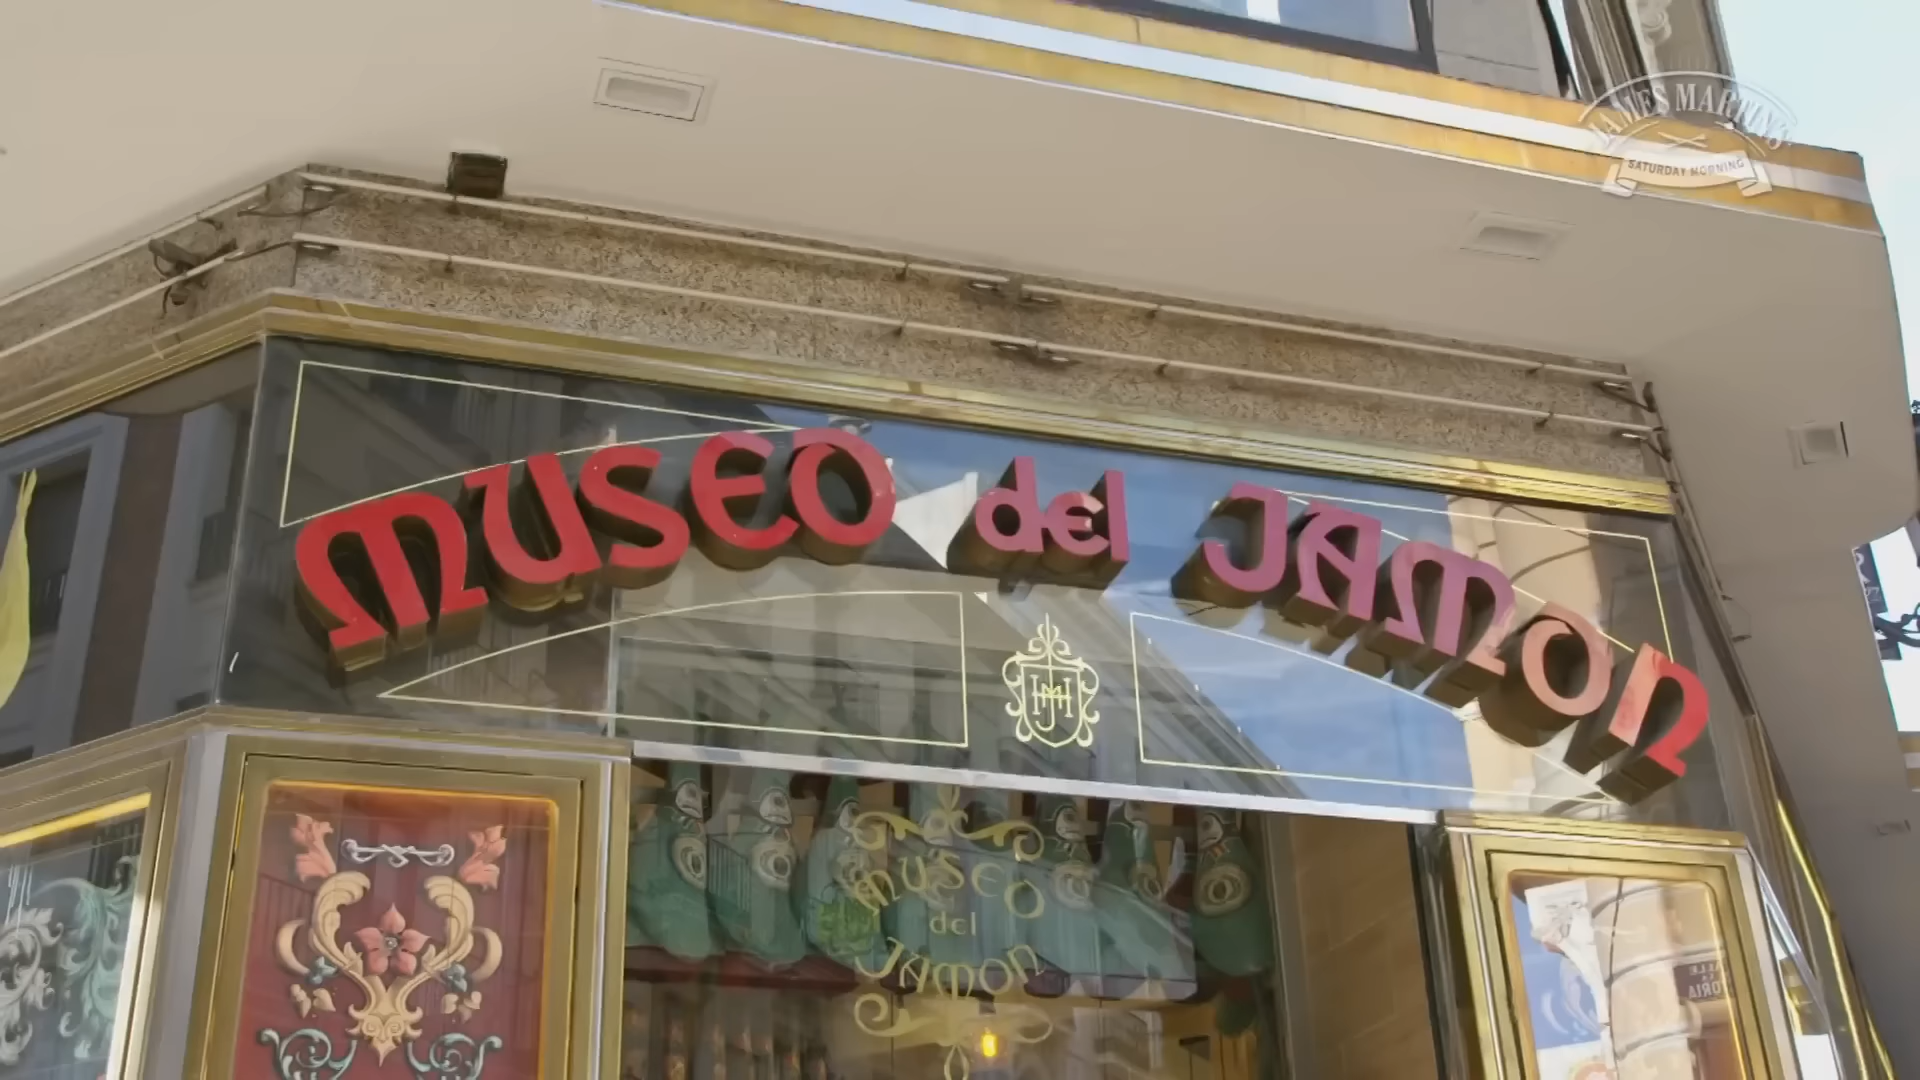 JAMES MARTIN'S
SATURDAY MORNING
MUSEO del JAMON
MUSEO
del
JAMON